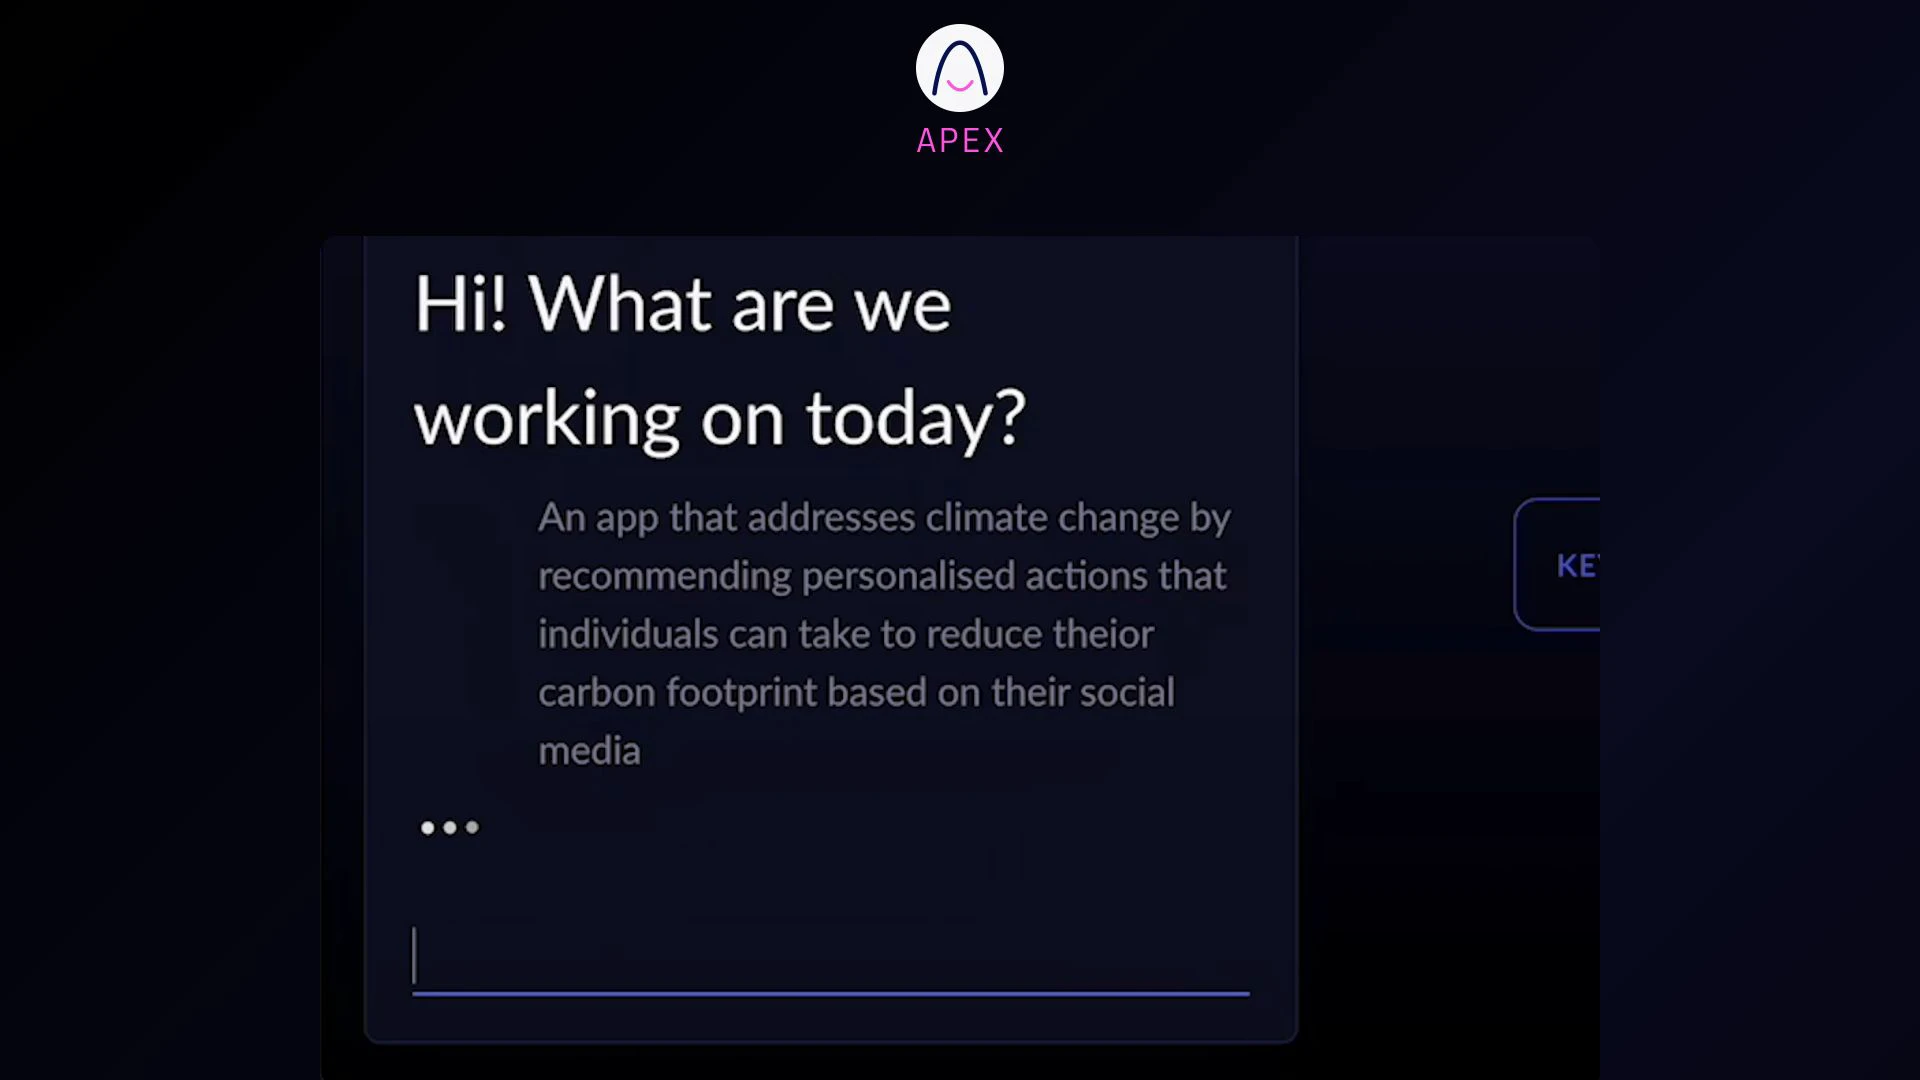 APEX
Hi! What are we
working on today?
An app that addresses climate change by
recommending personalised actions that
individuals can take to reduce theior
carbon footprint based on their social
media